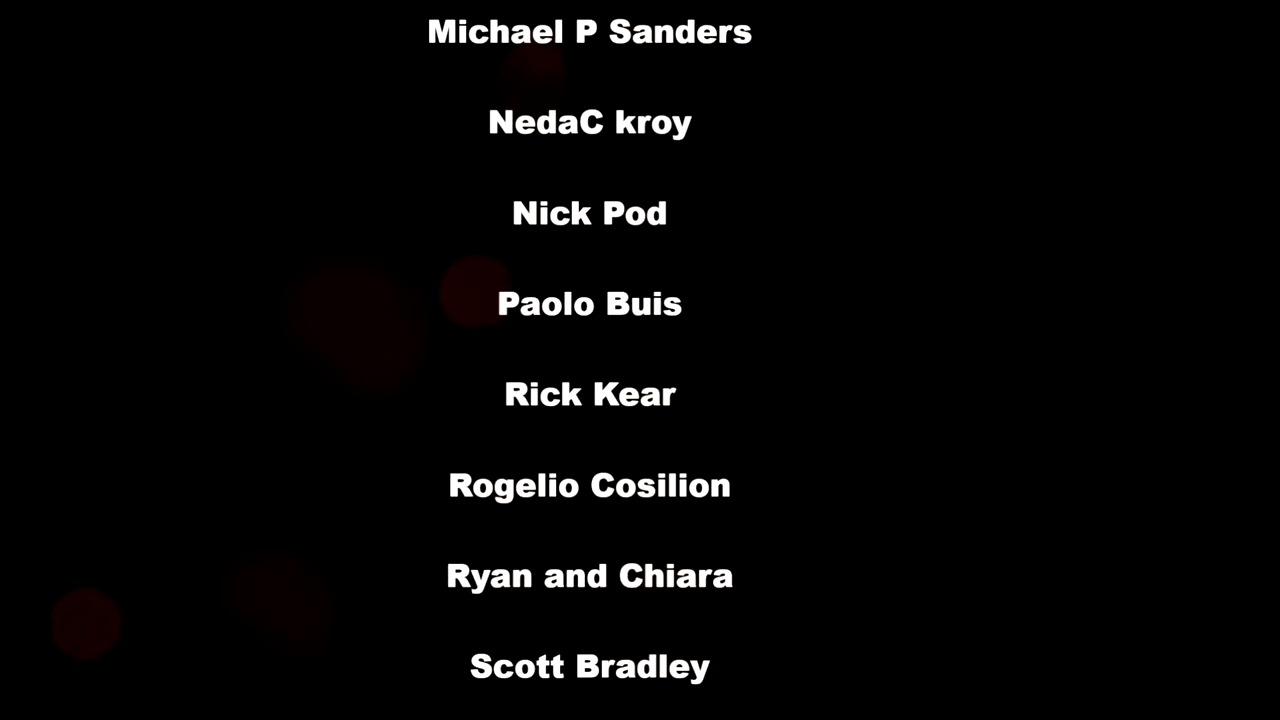 Michael P Sanders
NedaC kroy
Nick Pod
Paolo Buis
Rick Kear
Rogelio Cosilion
Ryan and Chiara
Scott Bradley